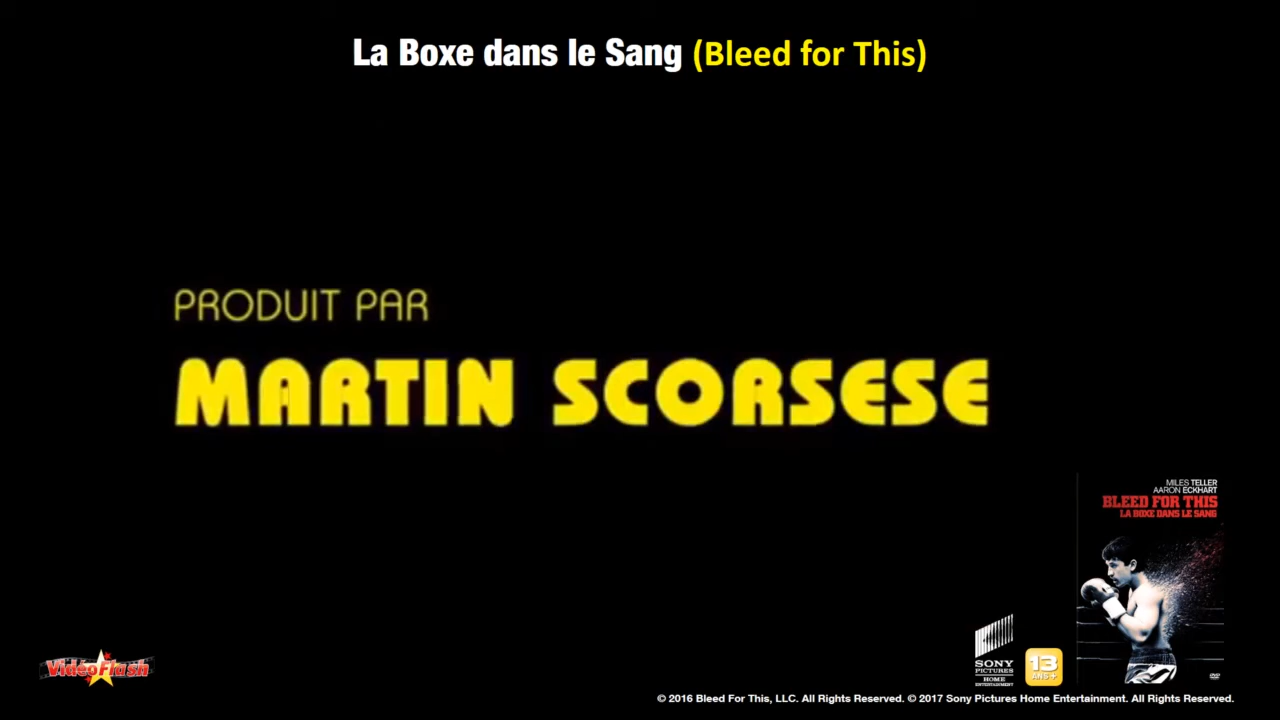 La Boxe dans le Sang (Bleed for This)
PRODUIT PAR
MARTIN SCORSESE
MILES TELLER
AARON ECKHART
BLEED FOR THIS
LA BOXE DANS LE SANG
VidéoFlash
SONY
PICTURES
HOME
ENTERTAINMENT
13
ANS+
DVD
© 2016 Bleed For This, LLC. All Rights Reserved. © 2017 Sony Pictures Home Entertainment. All Rights Reserved.